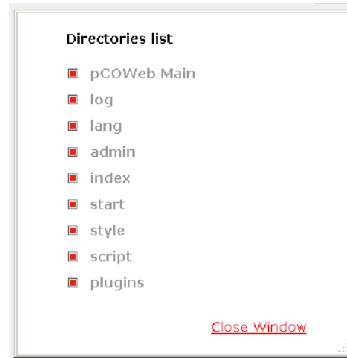 Directories list
pCOWeb Main
log
lang
admin
index
start
style
script
plugins
Close Window